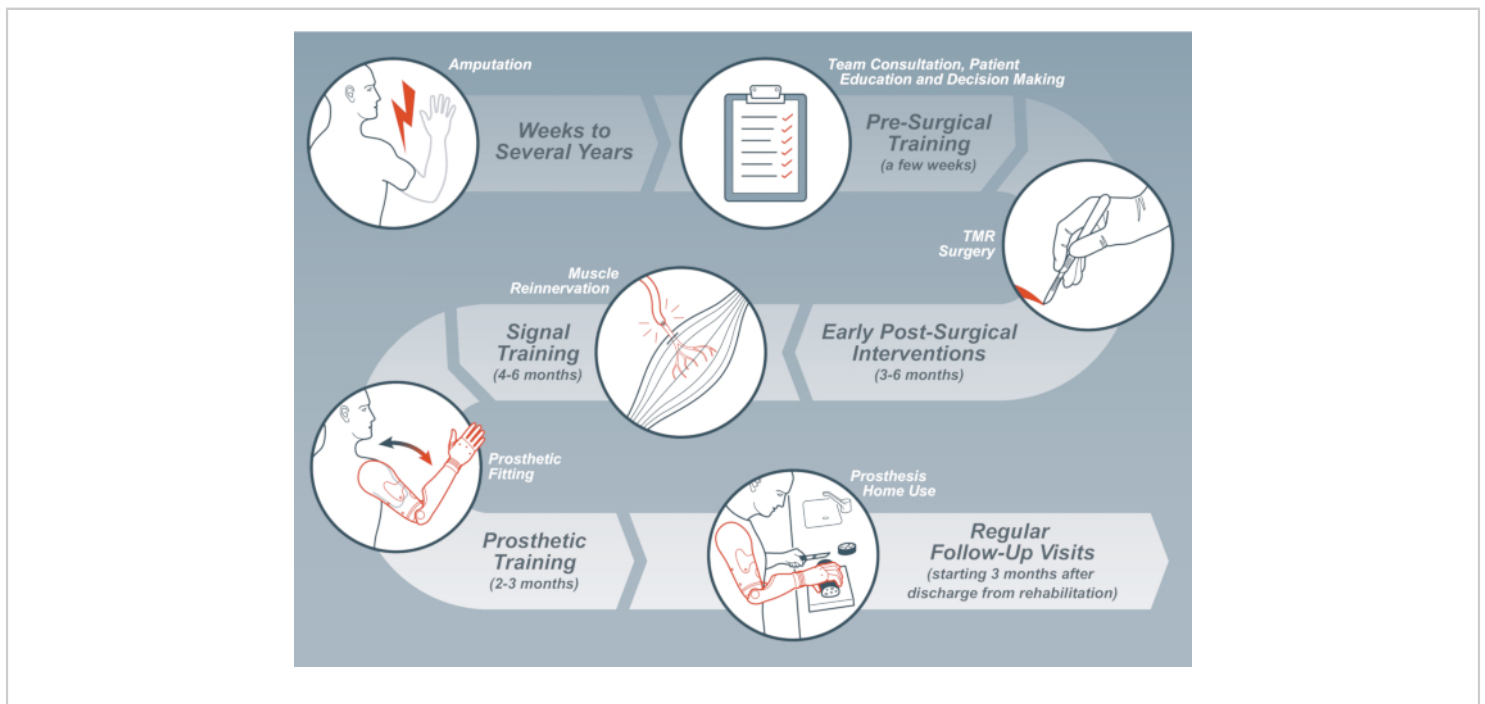 Amputation
Weeks to
Several Years
Team Consultation, Patient
Education and Decision Making
Pre-Surgical
Training
(a few weeks)
TMR
Surgery
Early Post-Surgical
Interventions
(3-6 months)
Muscle
Reinnervation
Signal
Training
(4-6 months)
Prosthetic
Fitting
Prosthetic
Training
(2-3 months)
Prosthesis
Home Use
Regular
Follow-Up Visits
(starting 3 months after
discharge from rehabilitation)